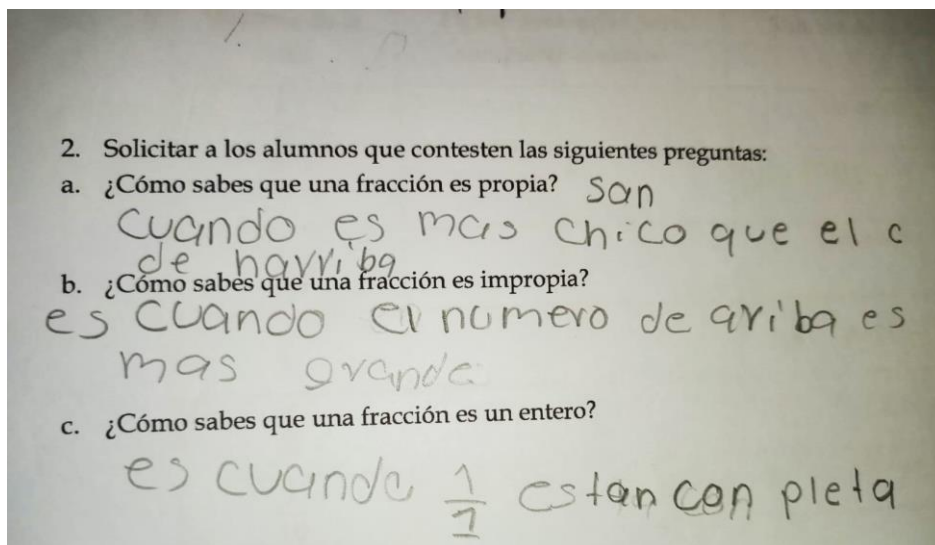 2. Solicitar a los alumnos que contesten las siguientes preguntas:
a. ¿Cómo sabes que una fracción es propia? San
cuando es mas chico que el c
de harriba
b. ¿Cómo sabes que una fracción es impropia?
es cuando el numero de ariba es
mas grande
c. ¿Cómo sabes que una fracción es un entero?
es cuando 1/1 estan con pleta